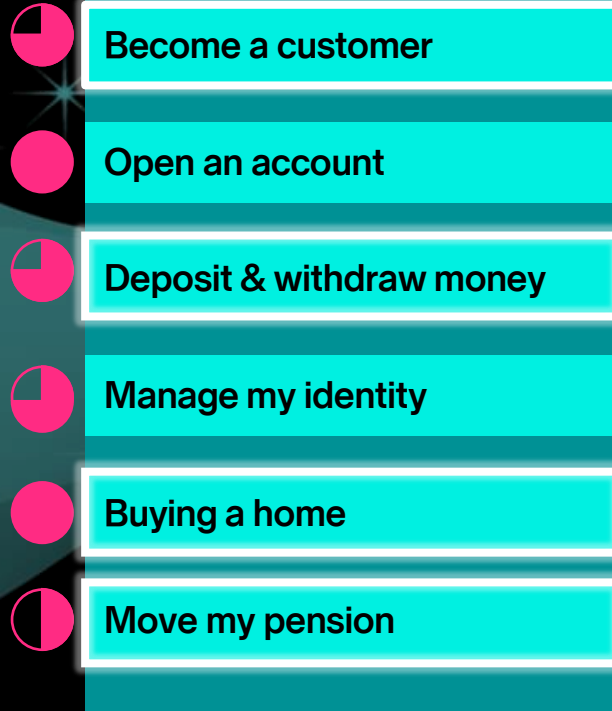 Become a customer
Open an account
Deposit & withdraw money
Manage my identity
Buying a home
Move my pension